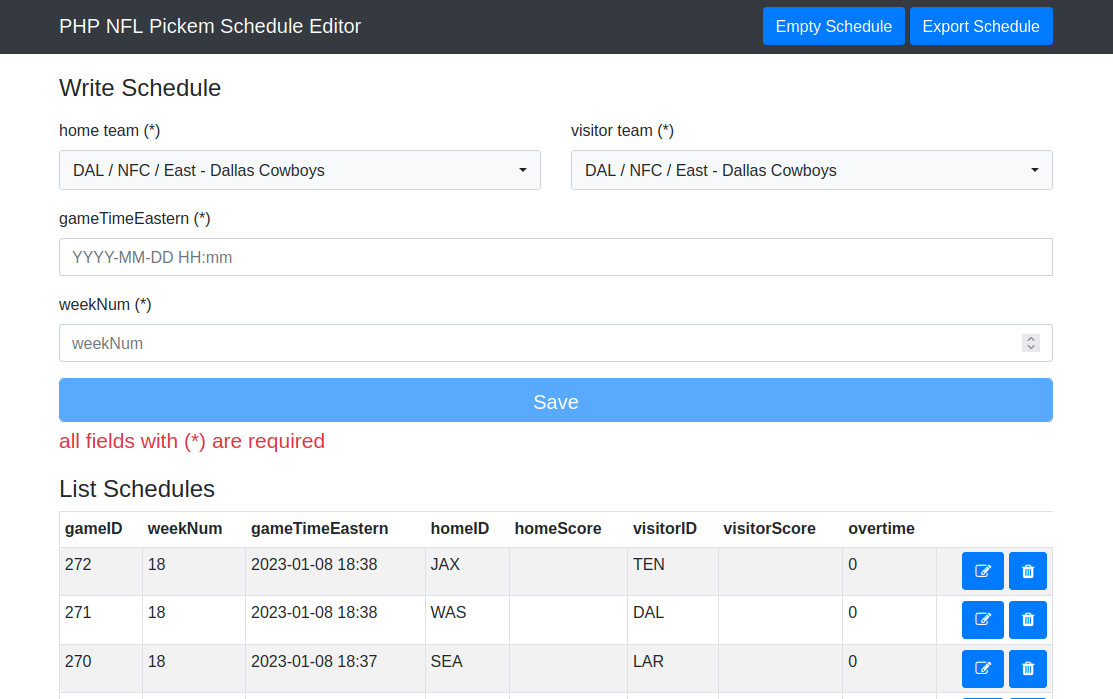 PHP NFL Pickem Schedule Editor
Empty Schedule
Export Schedule
Write Schedule
home team (*)
visitor team (*)
DAL / NFC / East - Dallas Cowboys
DAL / NFC / East - Dallas Cowboys
gameTimeEastern (*)
YYYY-MM-DD HH:mm
weekNum (*)
weekNum
Save
all fields with (*) are required
List Schedules
gameID weekNum gameTimeEastern homeID homeScore visitorID visitorScore overtime
272 18 2023-01-08 18:38 JAX TEN 0
271 18 2023-01-08 18:38 WAS DAL 0
270 18 2023-01-08 18:37 SEA LAR 0